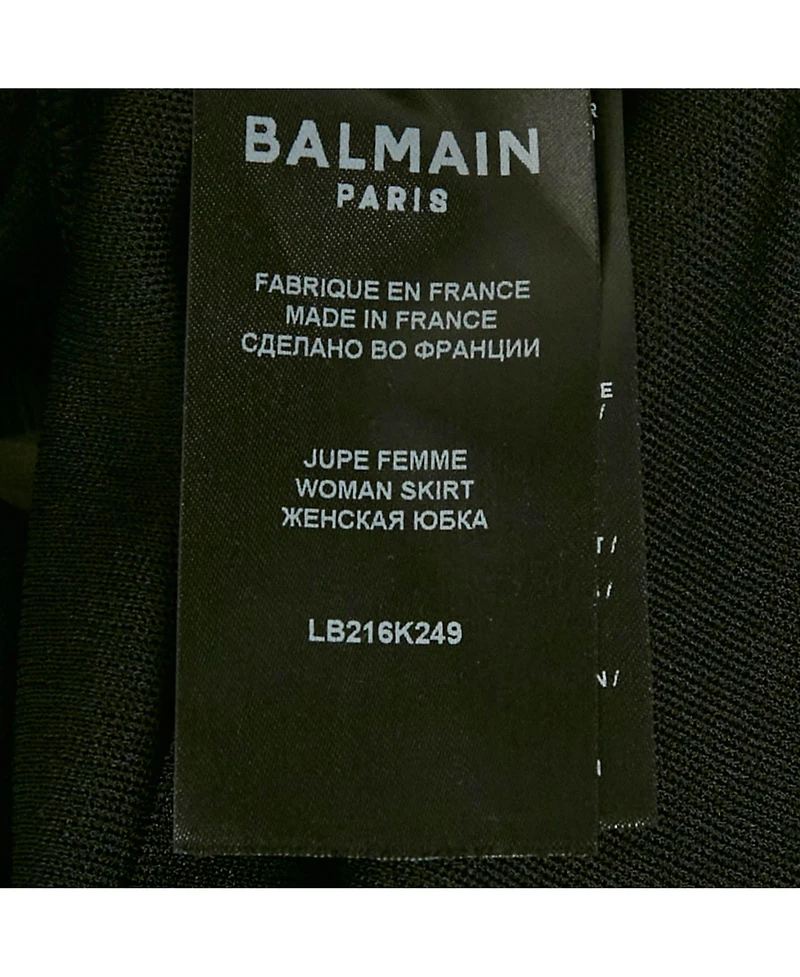 BALMAIN
PARIS
FABRIQUE EN FRANCE
MADE IN FRANCE
СДЕЛАНО ВО ФРАНЦИИ
JUPE FEMME
WOMAN SKIRT
ЖЕНСКАЯ ЮБКА
LB216K249